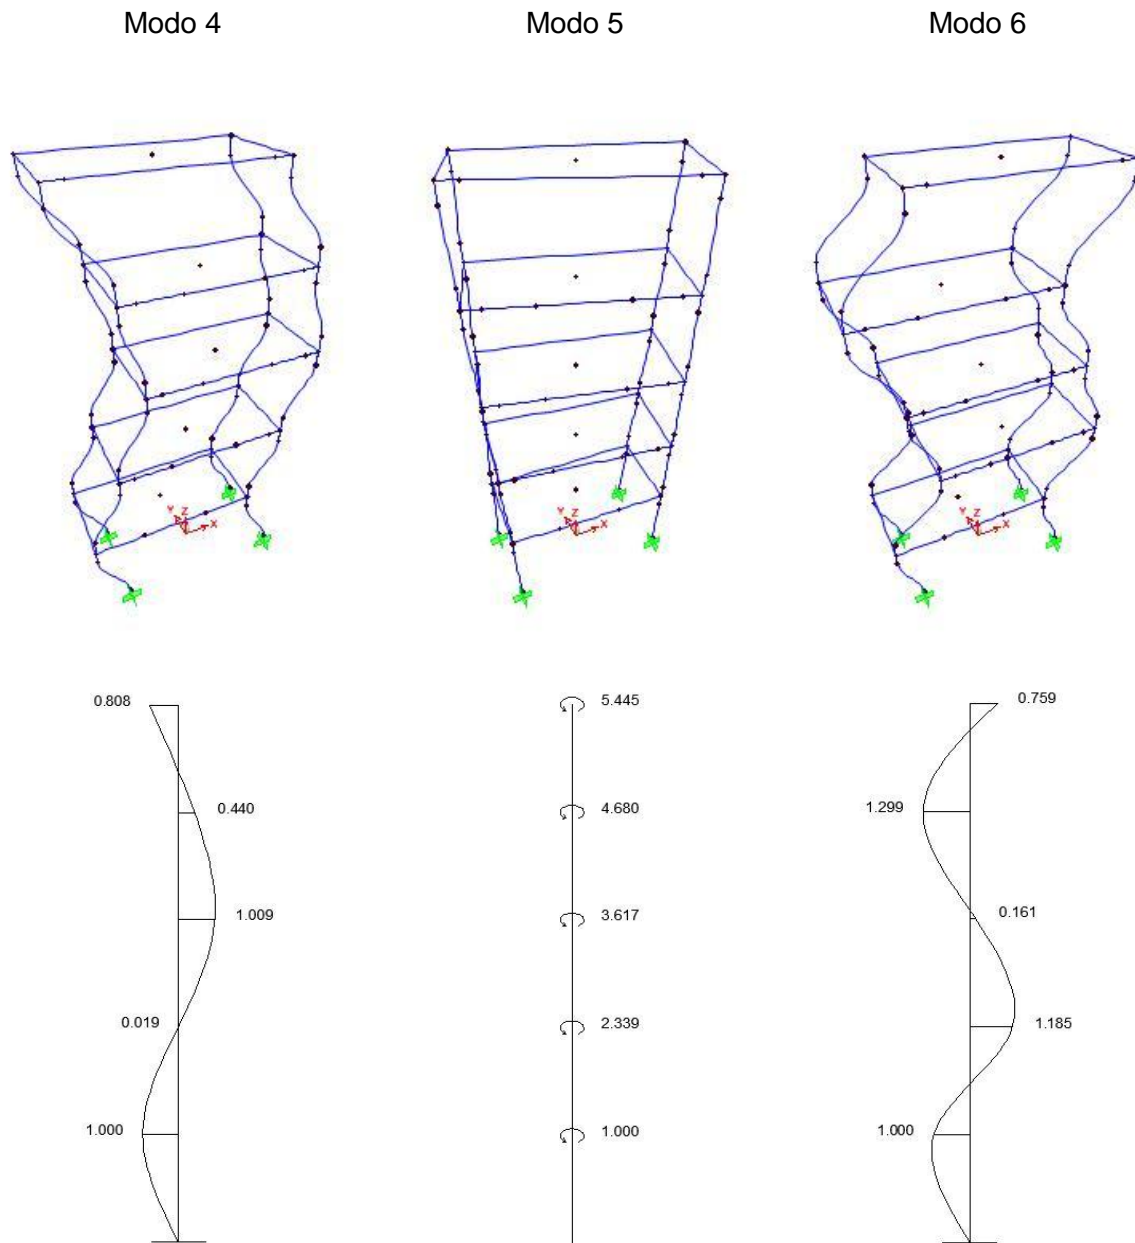 Modo 4 Modo 5 Modo 6
Y Z X
Y Z X
Y Z X
0.808 5.445 0.759
0.440 4.680 1.299
1.009 3.617 0.161
0.019 2.339 1.185
1.000 1.000 1.000